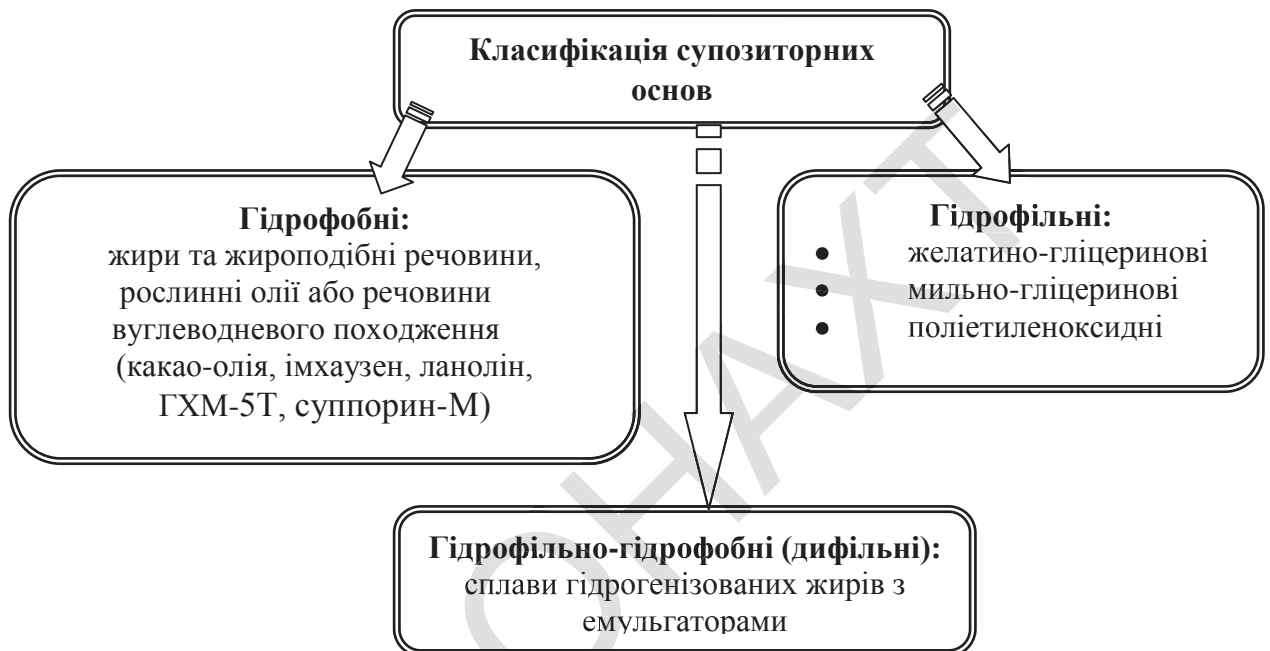 Класифікація супозиторних
основ
Гідрофобні:
жири та жироподібні речовини,
рослинні олії або речовини
вуглеводневого походження
(какао-олія, імхаузен, ланолін,
ГХМ-5Т, суппорин-М)
Гідрофільні:
● желатино-гліцеринові
● мильно-гліцеринові
● поліетиленоксидні
Гідрофільно-гідрофобні (дифільні):
сплави гідрогенізованих жирів з
емульгаторами
ОНАХТ